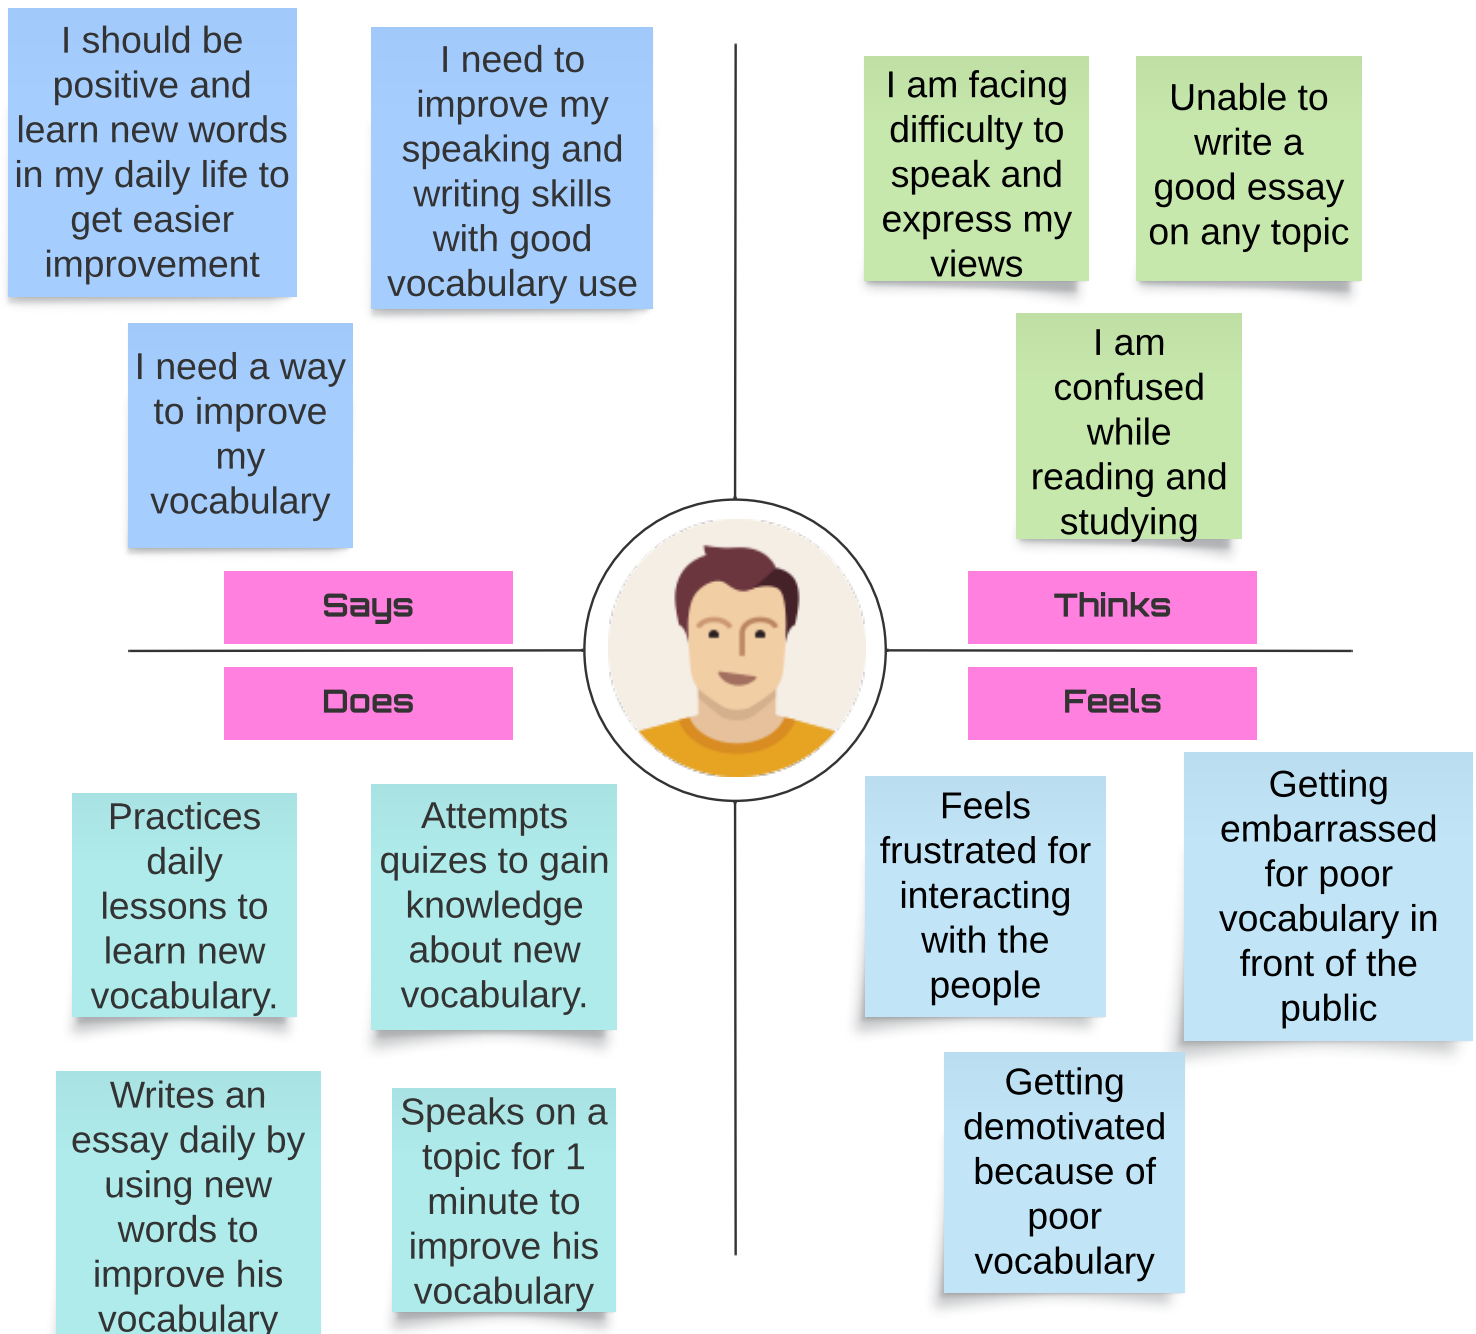 I should be
positive and
learn new words
in my daily life to
get easier
improvement
I need to
improve my
speaking and
writing skills
with good
vocabulary use
I need a way
to improve
my
vocabulary
Says
I am facing
difficulty to
speak and
express my
views
Unable to
write a
good essay
on any topic
I am
confused
while
reading and
studying
Thinks
Does
Practices
daily
lessons to
learn new
vocabulary.
Attempts
quizes to gain
knowledge
about new
vocabulary.
Writes an
essay daily by
using new
words to
improve his
vocabulary
Speaks on a
topic for 1
minute to
improve his
vocabulary
Feels
Feels
frustrated for
interacting
with the
people
Getting
embarrassed
for poor
vocabulary in
front of the
public
Getting
demotivated
because of
poor
vocabulary